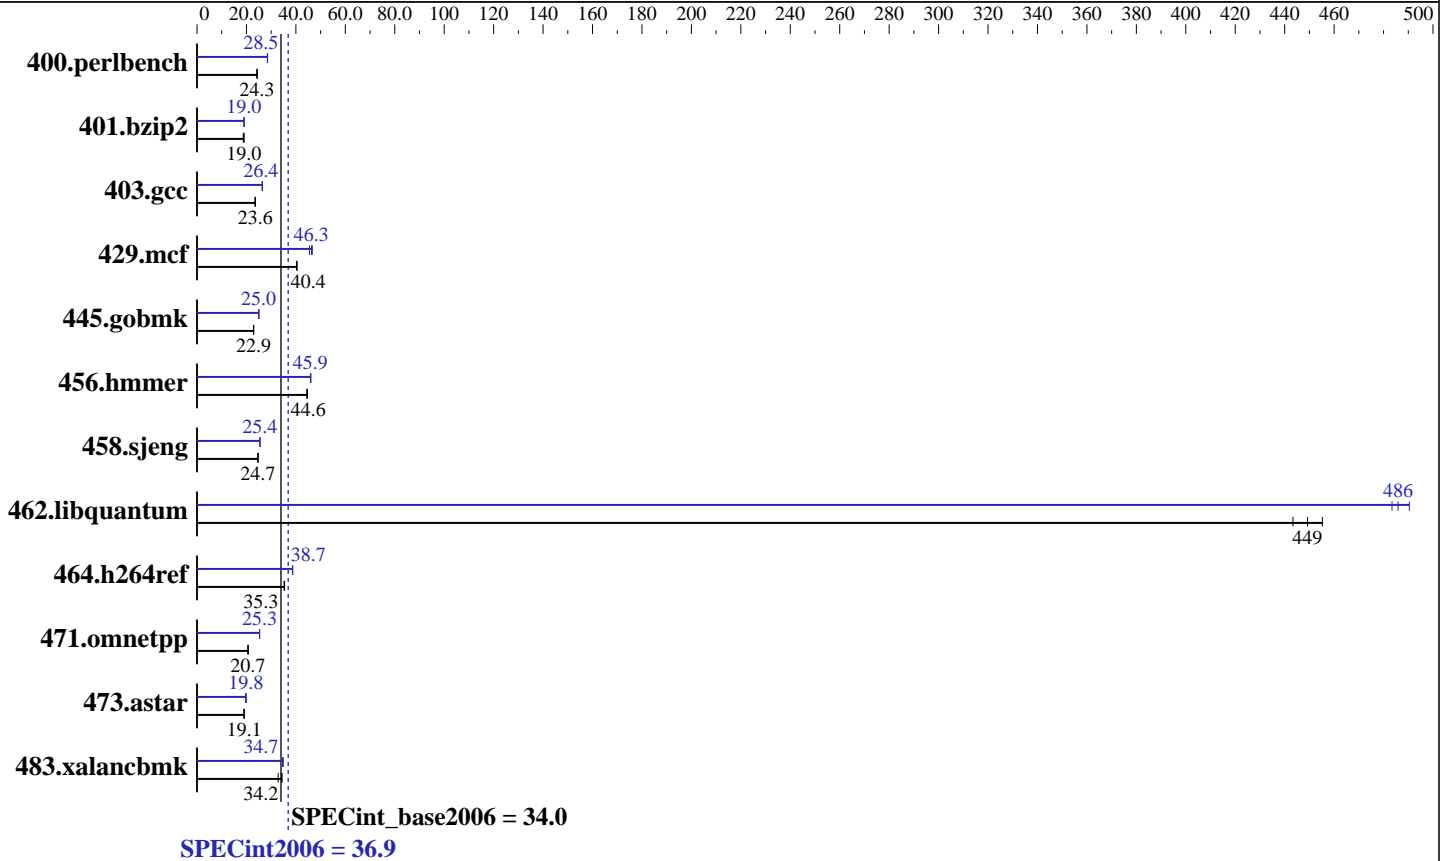 0 20.0 40.0 60.0 80.0 100 120 140 160 180 200 220 240 260 280 300 320 340 360 380 400 420 440 460 500
28.5
400.perlbench
24.3
19.0
401.bzip2
19.0
26.4
403.gcc
23.6
46.3
429.mcf
40.4
25.0
445.gobmk
22.9
45.9
456.hmmer
44.6
25.4
458.sjeng
24.7
486
462.libquantum
449
38.7
464.h264ref
35.3
25.3
471.omnetpp
20.7
19.8
473.astar
19.1
34.7
483.xalancbmk
34.2
SPECint_base2006 = 34.0
SPECint2006 = 36.9